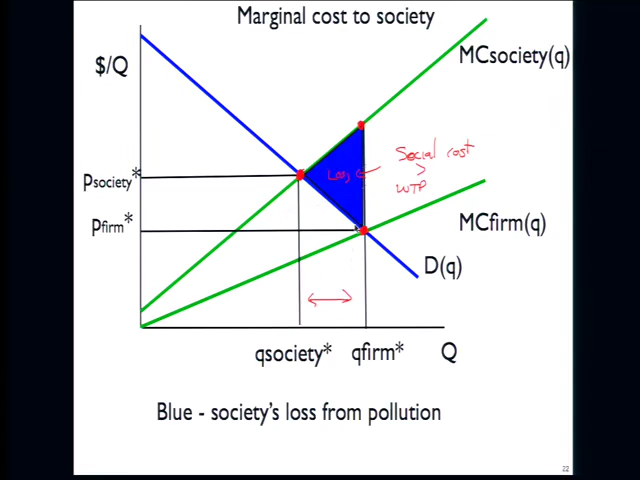 Marginal cost to society
MCsociety(q)
$/Q
Social cost
Loss
>
WTP
psociety*
pfirm*
MCfirm(q)
D(q)
qsociety* qfirm* Q
Blue - society's loss from pollution
22